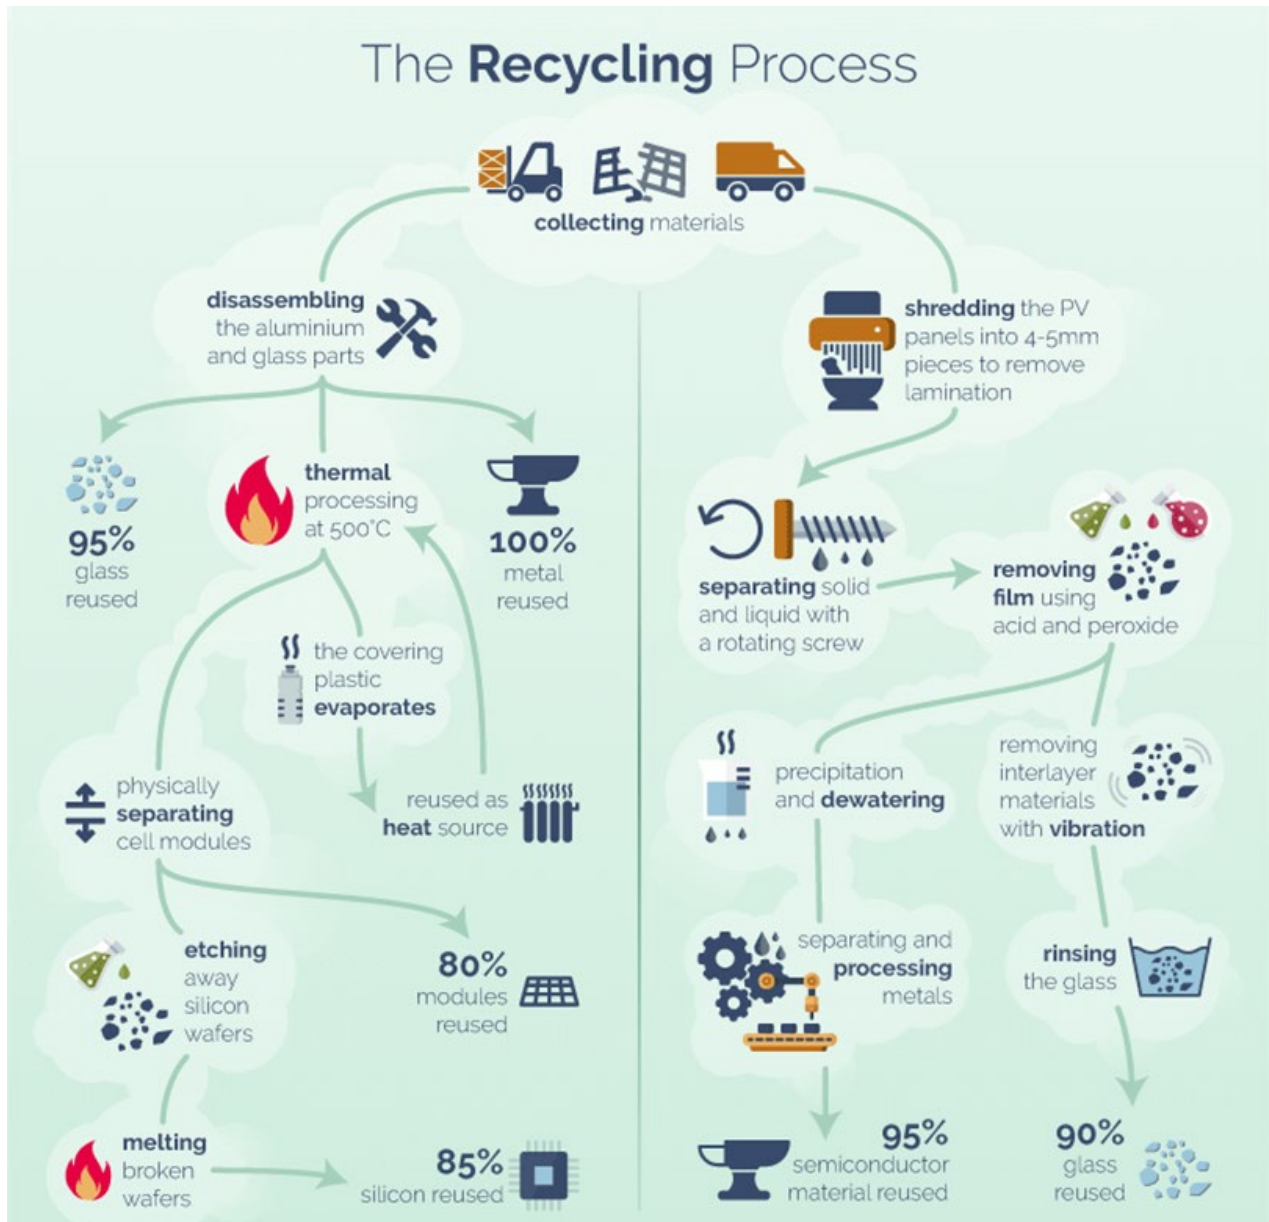 The Recycling Process
collecting materials
disassembling
the aluminium
and glass parts
95%
glass
reused
thermal
processing
at 500°C
100%
metal
reused
the covering
plastic
evaporates
reused as
heat source
physically
separating
cell modules
etching
away
silicon
wafers
80%
modules
reused
melting
broken
wafers
85%
silicon reused
shredding the PV
panels into 4-5mm
pieces to remove
lamination
separating solid
and liquid with
a rotating screw
removing
film using
acid and peroxide
precipitation
and dewatering
removing
interlayer
materials
with vibration
separating and
processing
metals
rinsing
the glass
95%
semiconductor
material reused
90%
glass
reused